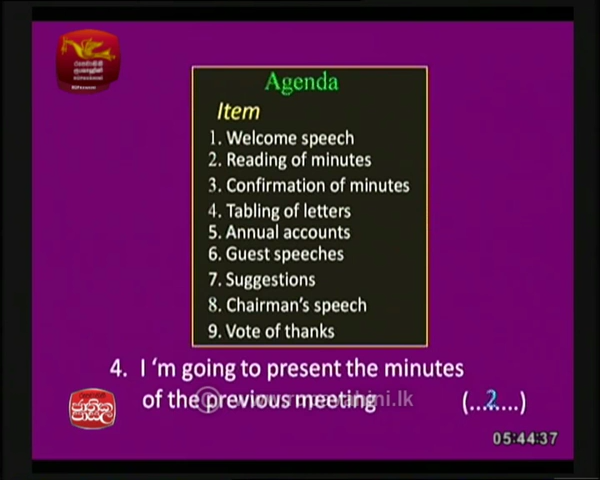 Agenda
Item
1. Welcome speech
2. Reading of minutes
3. Confirmation of minutes
4. Tabling of letters
5. Annual accounts
6. Guest speeches
7. Suggestions
8. Chairman's speech
9. Vote of thanks
4. I 'm going to present the minutes
of the previous meeting (...2....)
05:44:37